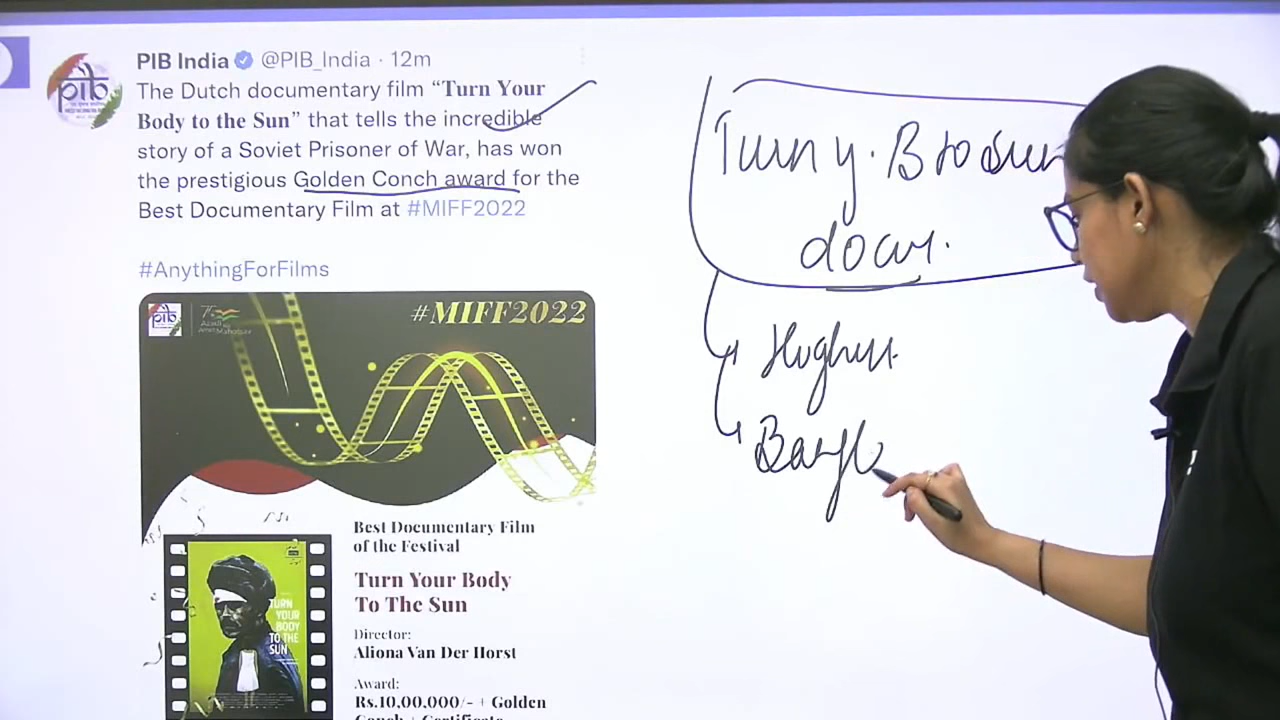 PIB India @PIB_India · 12m
The Dutch documentary film “Turn Your
Body to the Sun” that tells the incredible
story of a Soviet Prisoner of War, has won
the prestigious Golden Conch award for the
Best Documentary Film at #MIFF2022
#AnythingForFilms
pib
#MIFF2022
Best Documentary Film
of the Festival
Turn Your Body
To The Sun
Director:
Aliona Van Der Horst
Award:
Rs.10,00,000/- + Golden
Conch + Certificate
TURN
YOUR
BODY
TO THE
SUN
Turn y. B to Sun
docu.